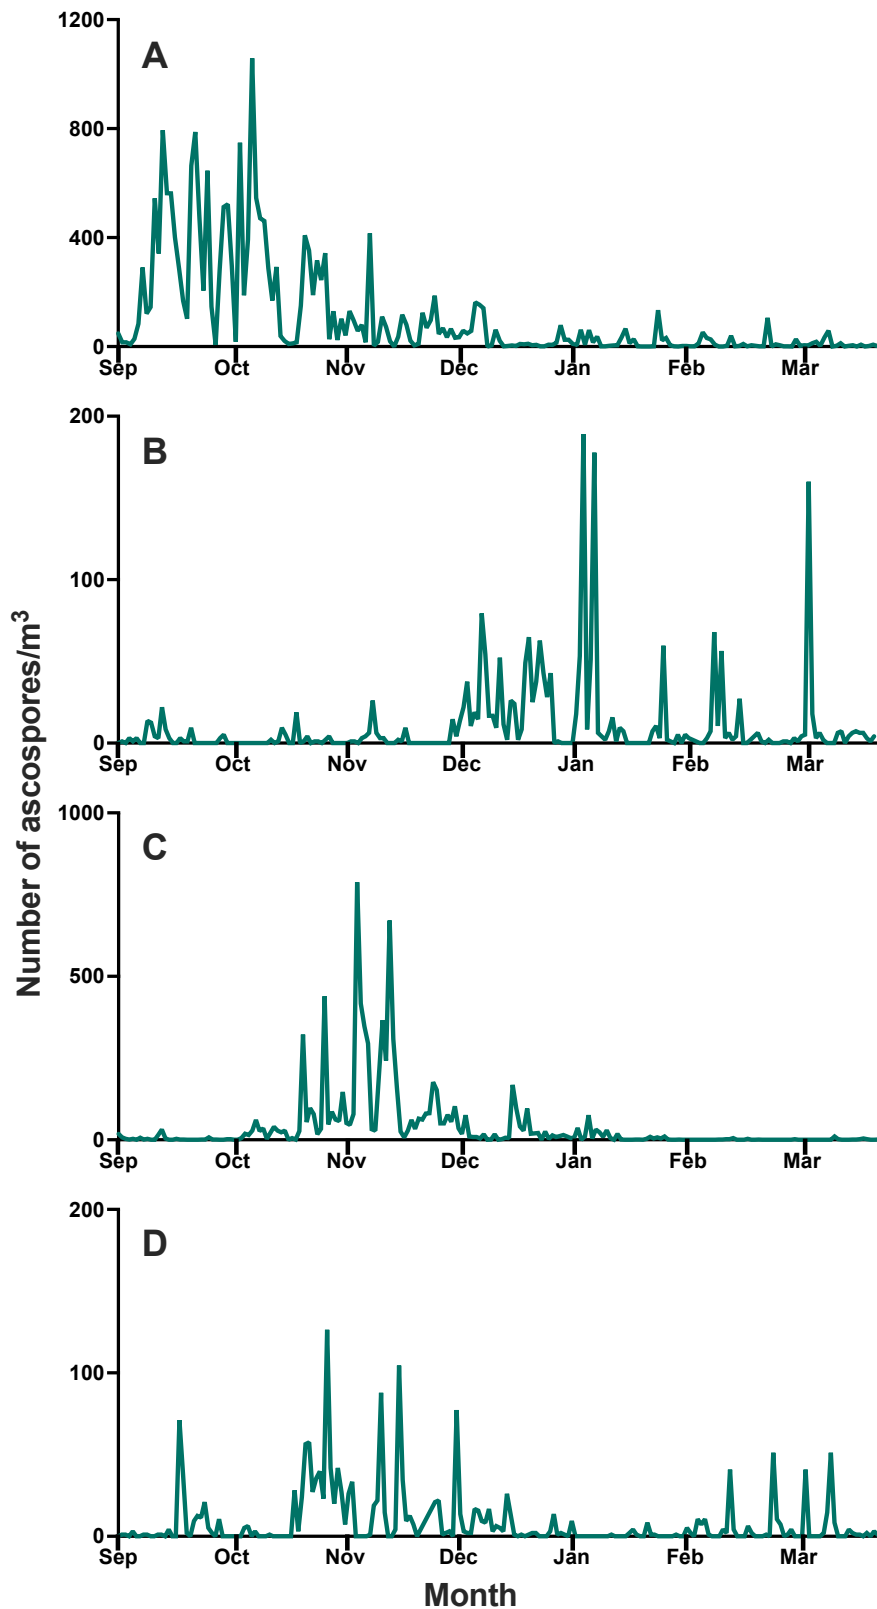 Number of ascospores/m³
A
1200
800
400
0
Sep Oct Nov Dec Jan Feb Mar
B
200
100
0
Sep Oct Nov Dec Jan Feb Mar
C
1000
500
0
Sep Oct Nov Dec Jan Feb Mar
D
200
100
0
Sep Oct Nov Dec Jan Feb Mar
Month